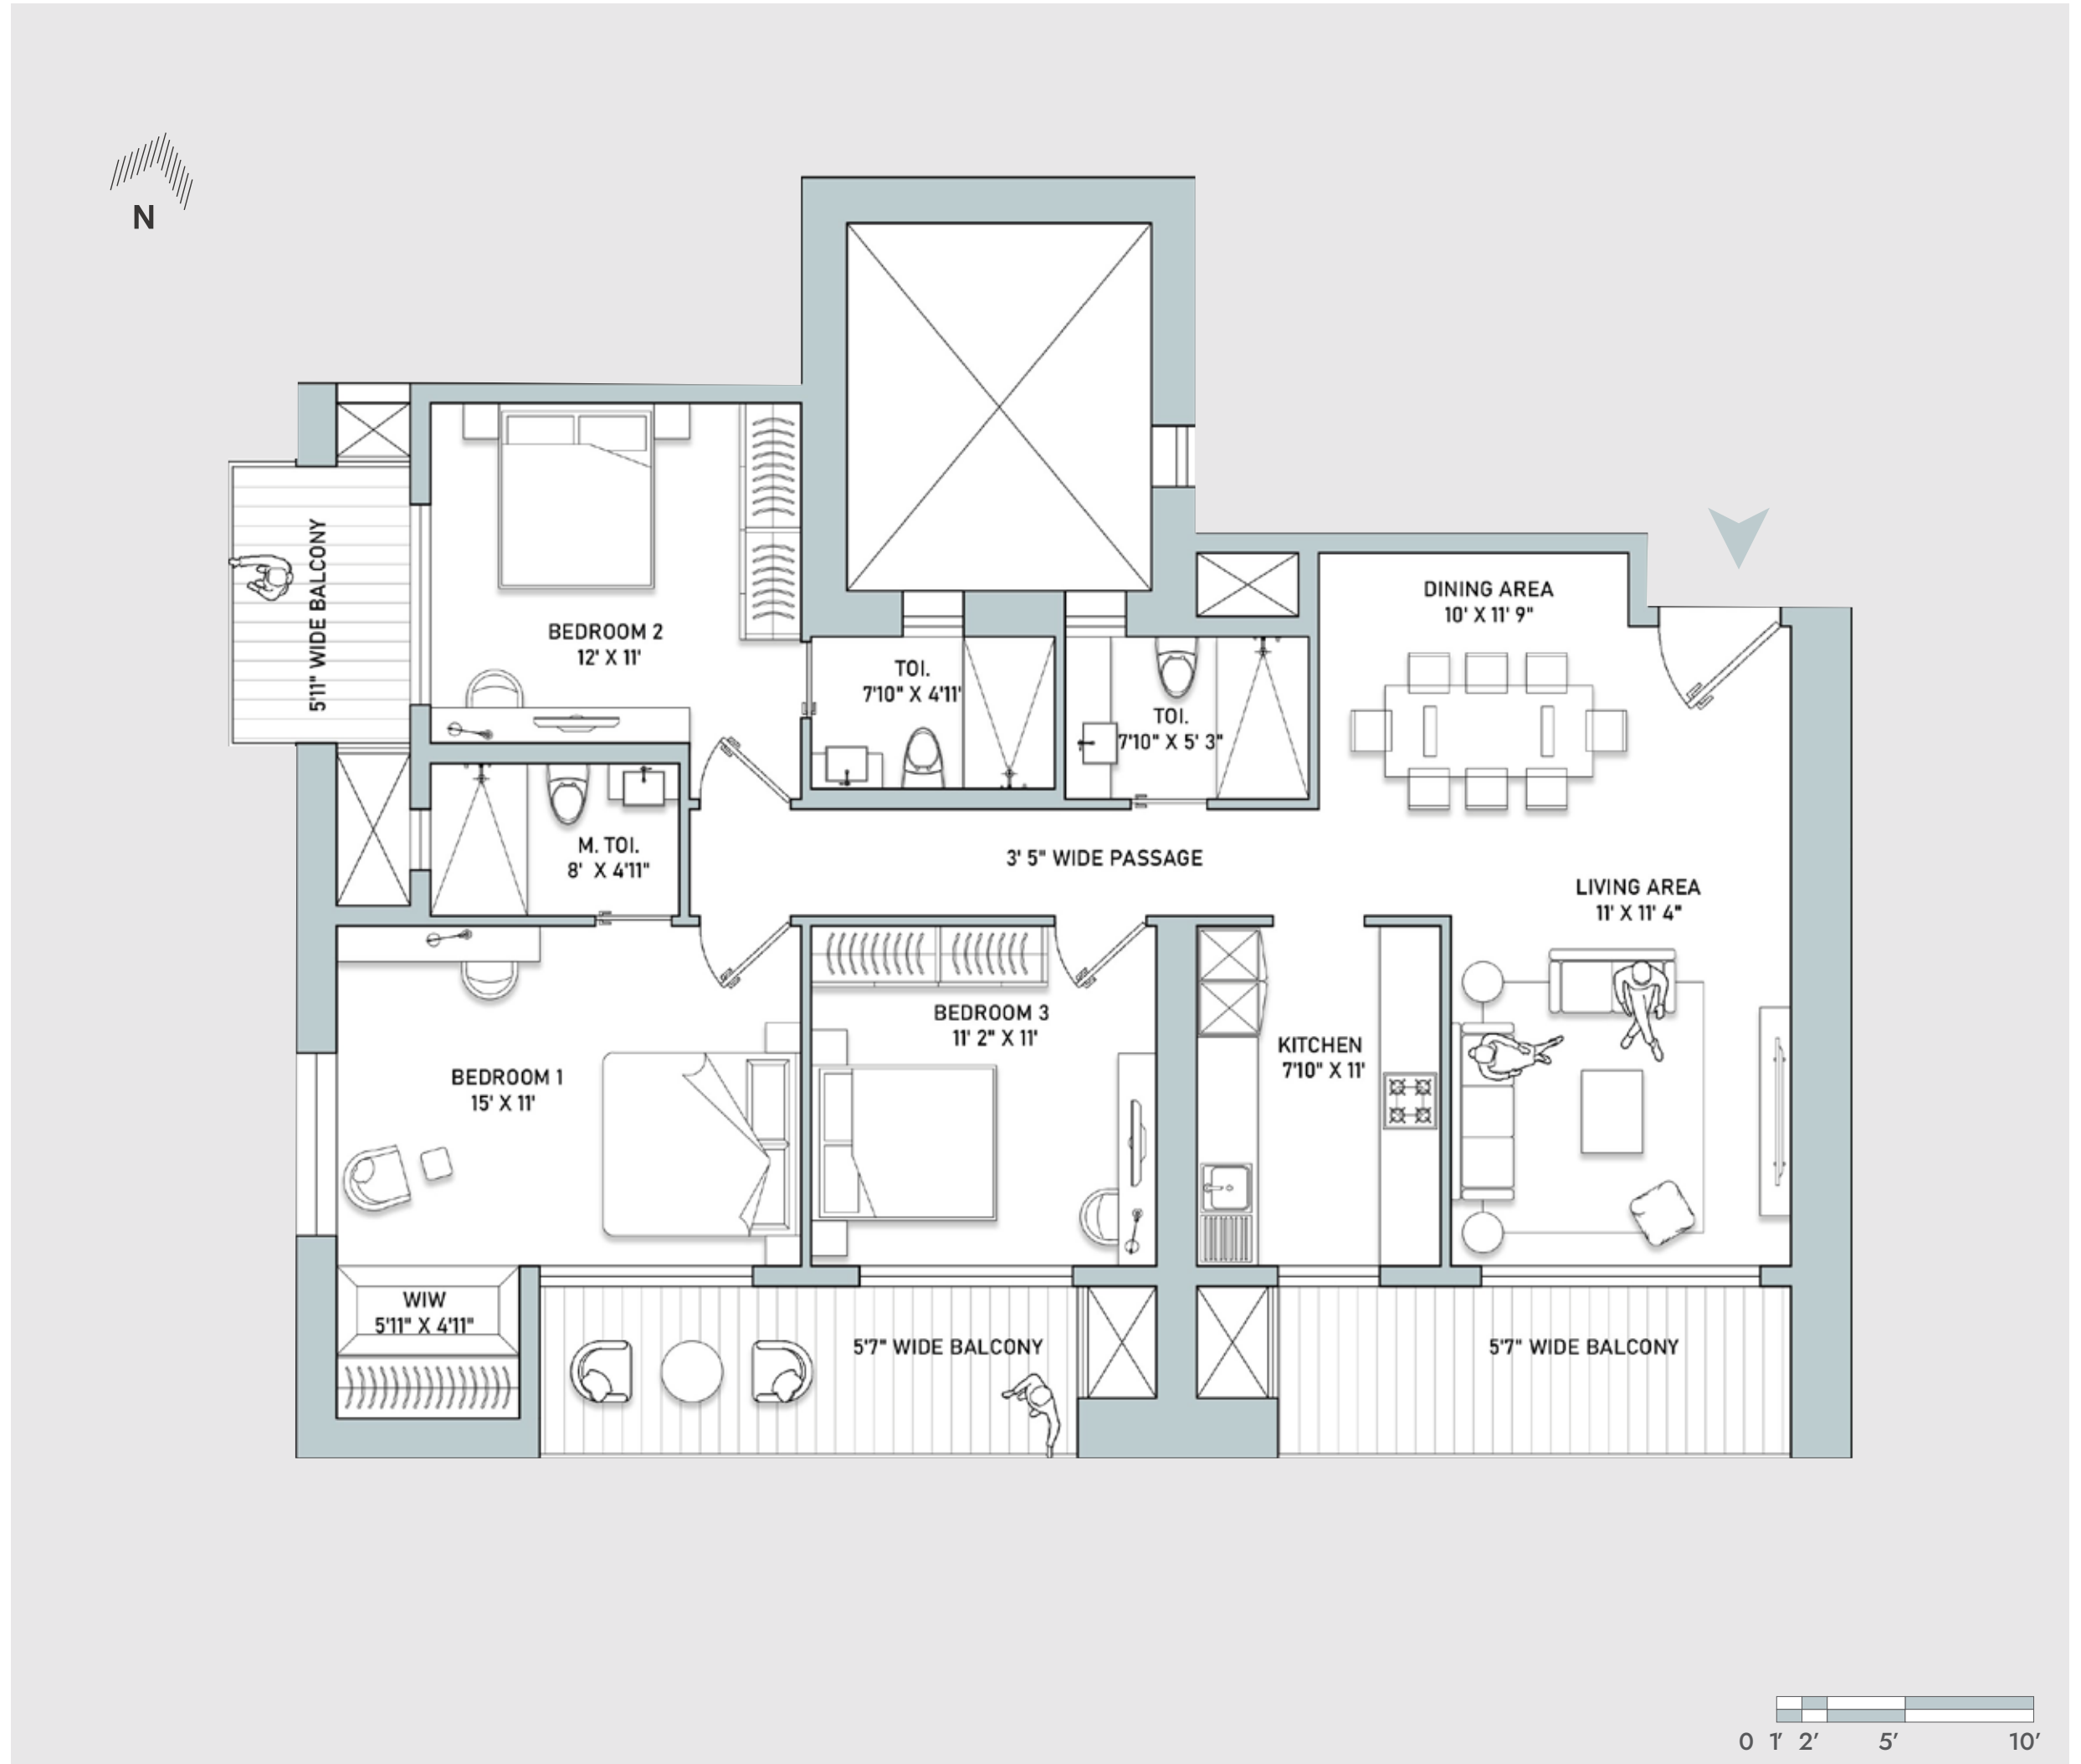 N
5'11" WIDE BALCONY
BEDROOM 2
12' X 11'
TOI.
7'10" X 4'11'
TOI.
7'10" X 5' 3"
DINING AREA
10' X 11' 9"
M. TOI.
8' X 4'11"
3' 5" WIDE PASSAGE
LIVING AREA
11' X 11' 4"
BEDROOM 1
15' X 11'
BEDROOM 3
11' 2" X 11'
KITCHEN
7'10" X 11'
WIW
5'11" X 4'11"
5'7" WIDE BALCONY
5'7" WIDE BALCONY
0 1' 2' 5' 10'